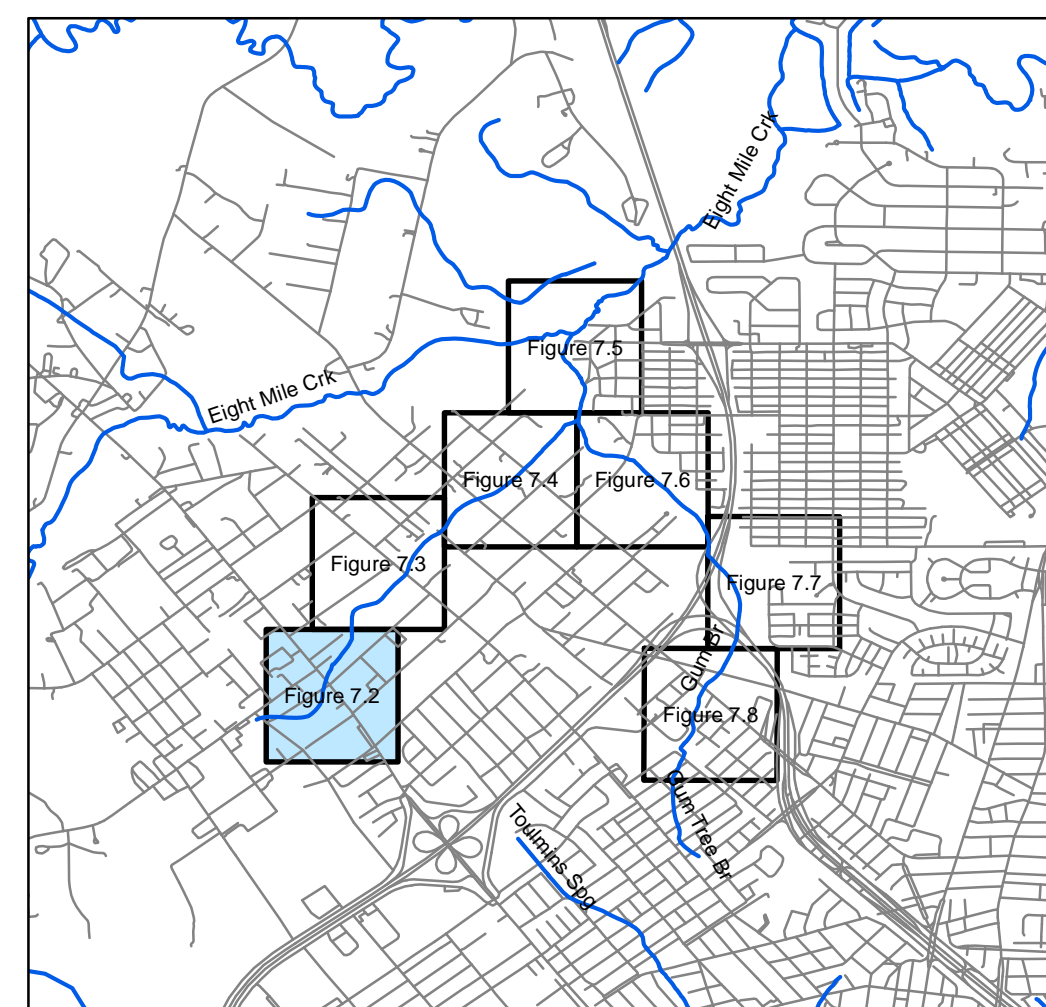 Eight Mile Crk
Figure 7.5
Eight Mile Crk
Figure 7.4
Figure 7.6
Figure 7.3
Figure 7.7
Gum Br
Figure 7.2
Figure 7.8
Gum Tree Br
Toulmins Spg